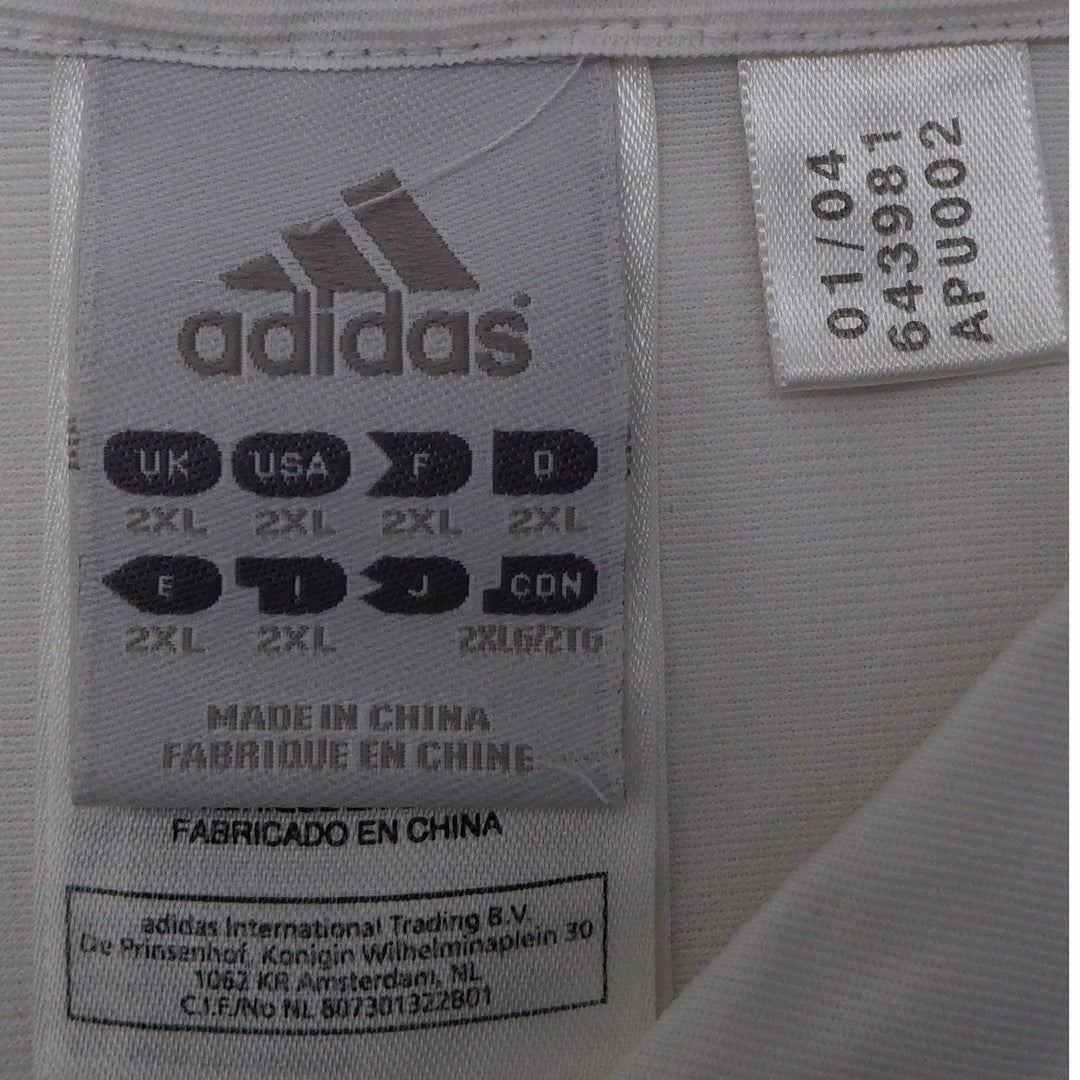 adidas
UK USA F D
2XL 2XL 2XL 2XL
E I J CDN
2XL 2XL 2XLG/2TG
MADE IN CHINA
FABRIQUE EN CHINE
FABRICADO EN CHINA
adidas International Trading B.V.
De Prinsenhof, Konigin Wilhelminaplein 30
1062 KR Amsterdam, NL
C.I.F./No NL 807301322B01
01/04
643981
APU002